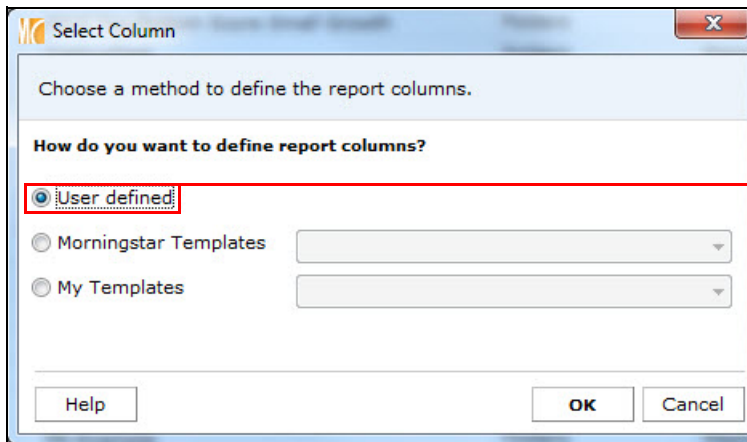 Select Column
Choose a method to define the report columns.
How do you want to define report columns?
User defined
Morningstar Templates
My Templates
Help
OK
Cancel